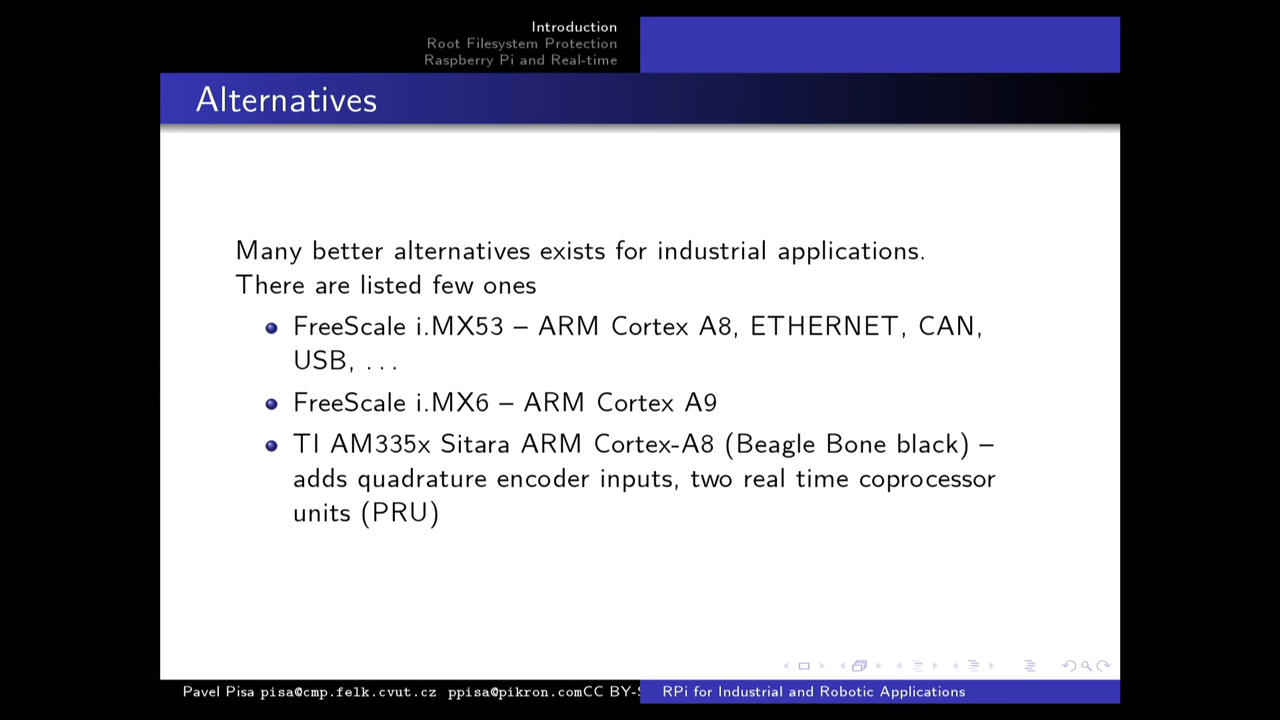 Introduction
Root Filesystem Protection
Raspberry Pi and Real-time
Alternatives
Many better alternatives exists for industrial applications.
There are listed few ones
FreeScale i.MX53 – ARM Cortex A8, ETHERNET, CAN,
USB, ...
FreeScale i.MX6 – ARM Cortex A9
TI AM335x Sitara ARM Cortex-A8 (Beagle Bone black) –
adds quadrature encoder inputs, two real time coprocessor
units (PRU)
Pavel Pisa pisa@cmp.felk.cvut.cz ppisa@pikron.comCC BY-
RPi for Industrial and Robotic Applications